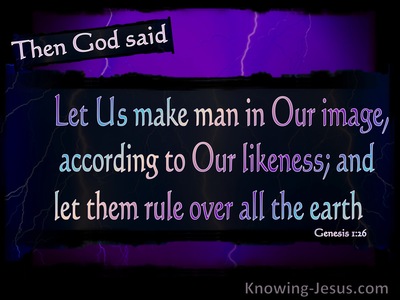 Then God said
Let Us make man in Our image,
according to Our likeness; and
let them rule over all the earth
Genesis 1:26
Knowing-Jesus.com